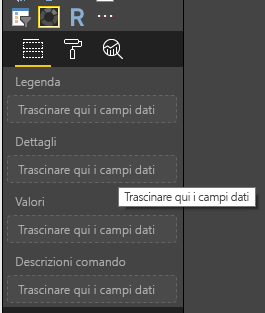 R ...
Legenda
Trascinare qui i campi dati
Dettagli
Trascinare qui i campi dati
Trascinare qui i campi dati
Valori
Trascinare qui i campi dati
Descrizioni comando
Trascinare qui i campi dati